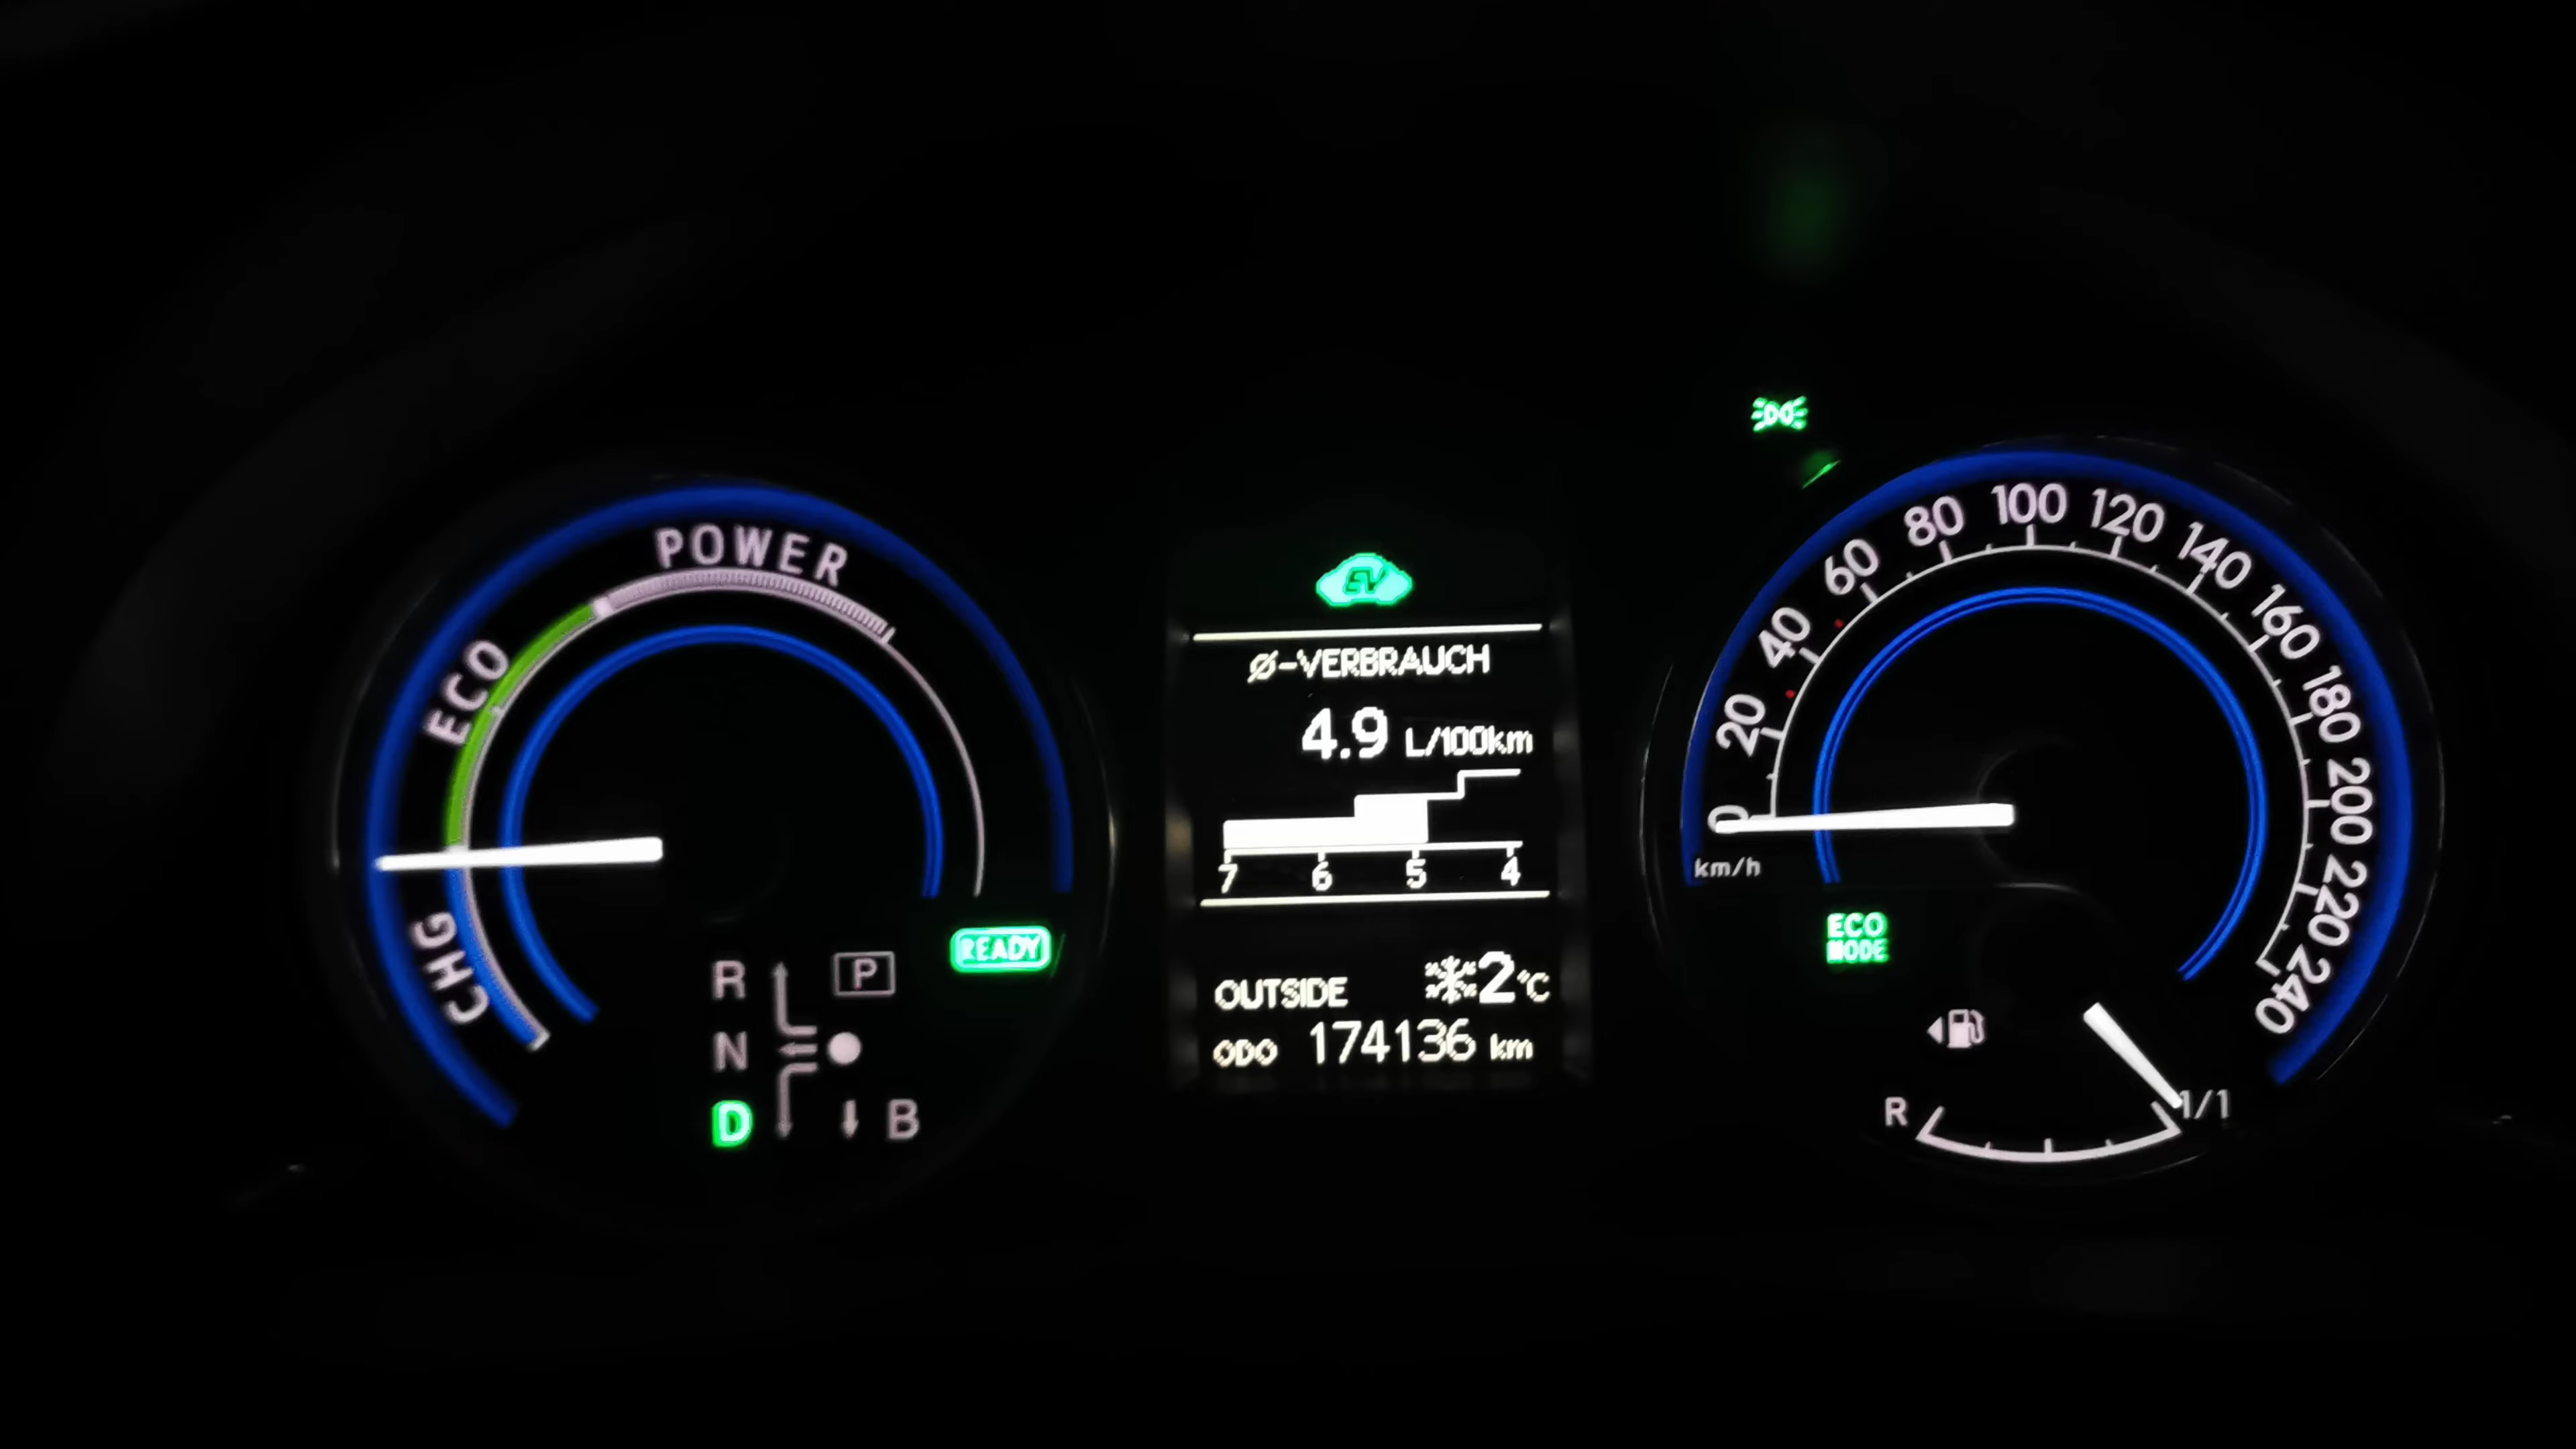 POWER
ECO
CHG
R
P
N
D
B
READY
EV
Ø-VERBRAUCH
4.9 L/100km
7 6 5 4
OUTSIDE 2°C
ODO 174136 km
0 20 40 60 80 100 120 140 160 180 200 220 240
km/h
ECO
MODE
R 1/1